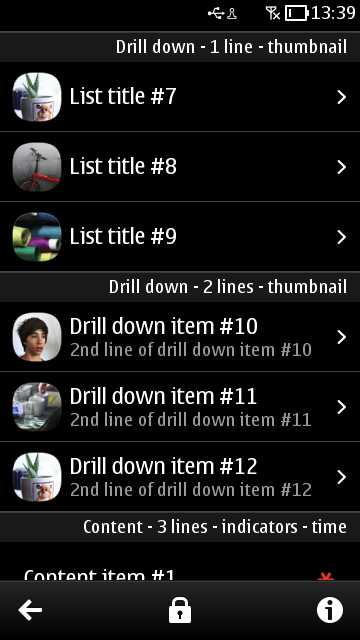 13:39
Drill down - 1 line - thumbnail
List title #7
List title #8
List title #9
Drill down - 2 lines - thumbnail
Drill down item #10
2nd line of drill down item #10
Drill down item #11
2nd line of drill down item #11
Drill down item #12
2nd line of drill down item #12
Content - 3 lines - indicators - time
Content item #1